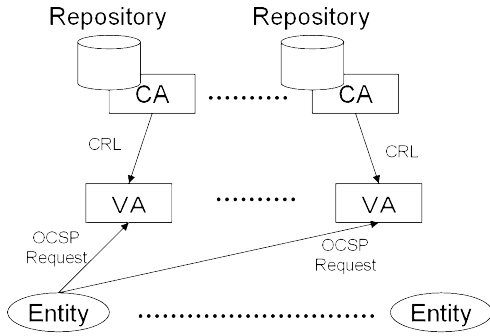 Repository
Repository
CA
CA
CRL
CRL
VA
VA
OCSP
Request
OCSP
Request
Entity
Entity